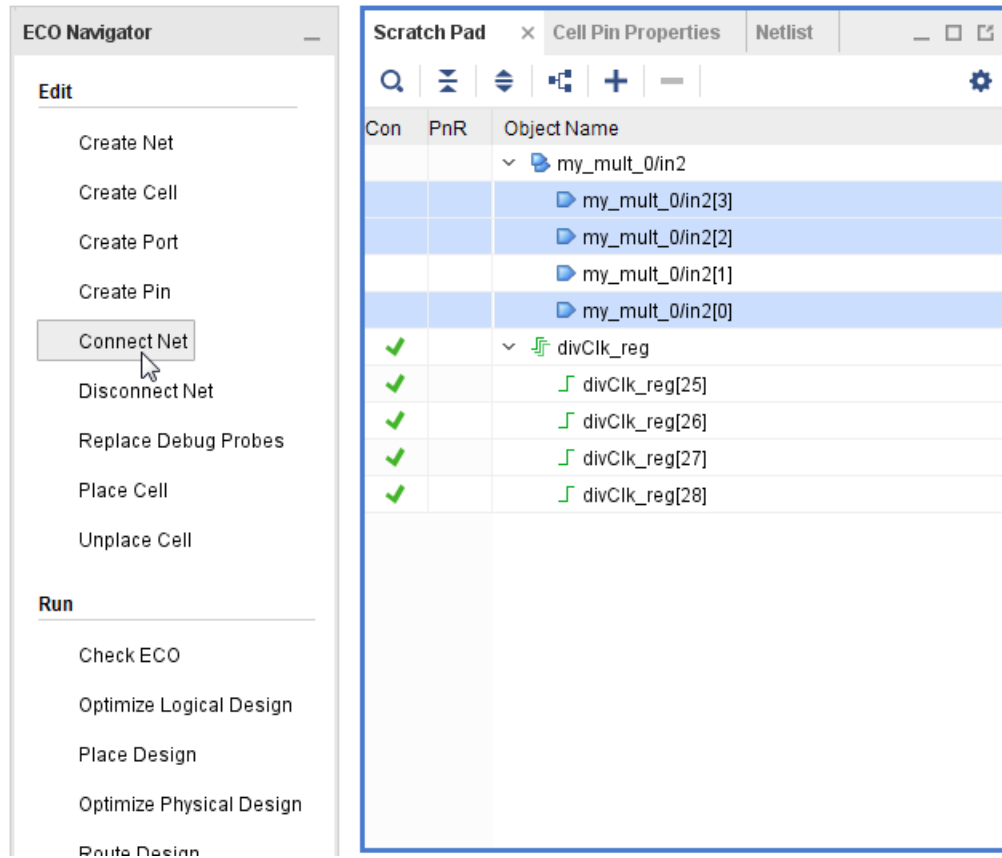 ECO Navigator
Edit
Create Net
Create Cell
Create Port
Create Pin
Connect Net
Disconnect Net
Replace Debug Probes
Place Cell
Unplace Cell
Run
Check ECO
Optimize Logical Design
Place Design
Optimize Physical Design
Route Design
Scratch Pad Cell Pin Properties Netlist
Con PnR Object Name
my_mult_0/in2
my_mult_0/in2[3]
my_mult_0/in2[2]
my_mult_0/in2[1]
my_mult_0/in2[0]
divClk_reg
divClk_reg[25]
divClk_reg[26]
divClk_reg[27]
divClk_reg[28]